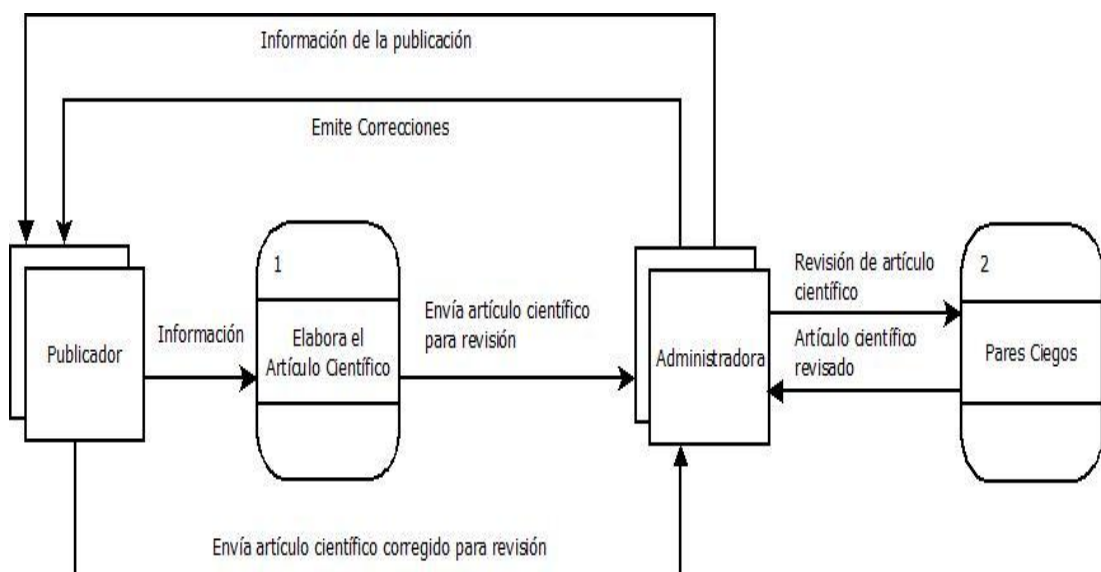 Información de la publicación
Emite Correcciones
1
2
Revisión de artículo
científico
Envía artículo científico
para revisión
Información
Elabora el
Artículo Científico
Publicador
Administradora
Artículo científico
revisado
Pares Ciegos
Envía artículo científico corregido para revisión